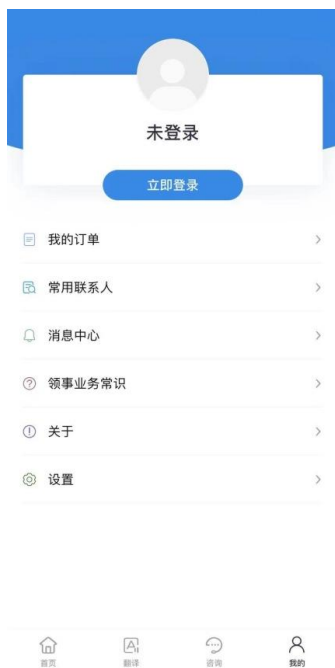 未登录
立即登录
我的订单
常用联系人
消息中心
领事业务常识
关于
设置
首页 翻译 咨询 我的